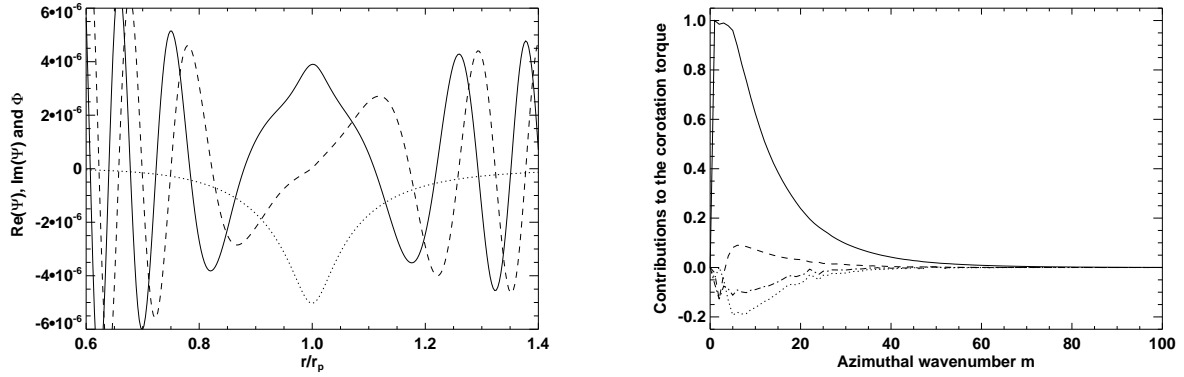 6•10⁻⁶
4•10⁻⁶
2•10⁻⁶
0
-2•10⁻⁶
-4•10⁻⁶
-6•10⁻⁶
Re(Ψ), Im(Ψ) and Φ
0.6 0.8 1.0 1.2 1.4
r/rₚ
1.0
0.8
0.6
0.4
0.2
0.0
-0.2
Contributions to the corotation torque
0 20 40 60 80 100
Azimuthal wavenumber m